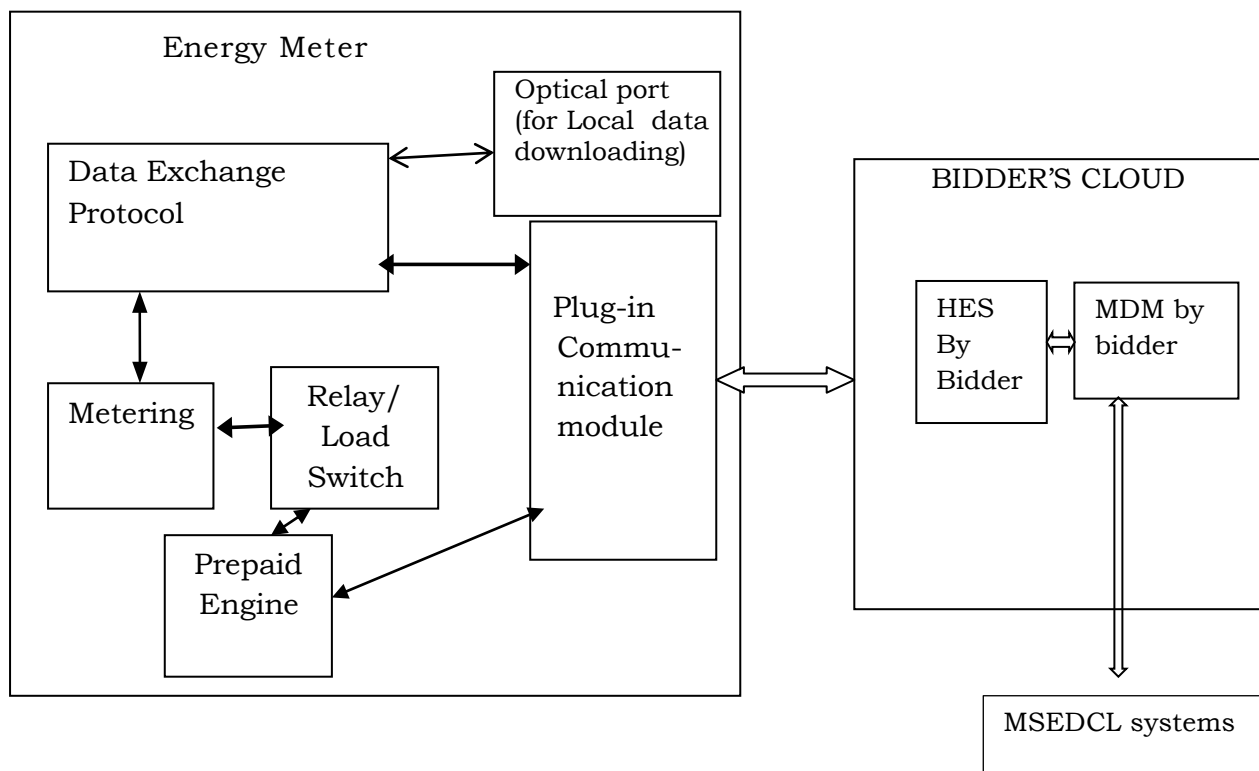 Energy Meter
Optical port
(for Local data
downloading)
Data Exchange
Protocol
BIDDER’S CLOUD
Plug-in
Commu-
nication
module
HES
By
Bidder
MDM by
bidder
Metering
Relay/
Load
Switch
Prepaid
Engine
MSEDCL systems